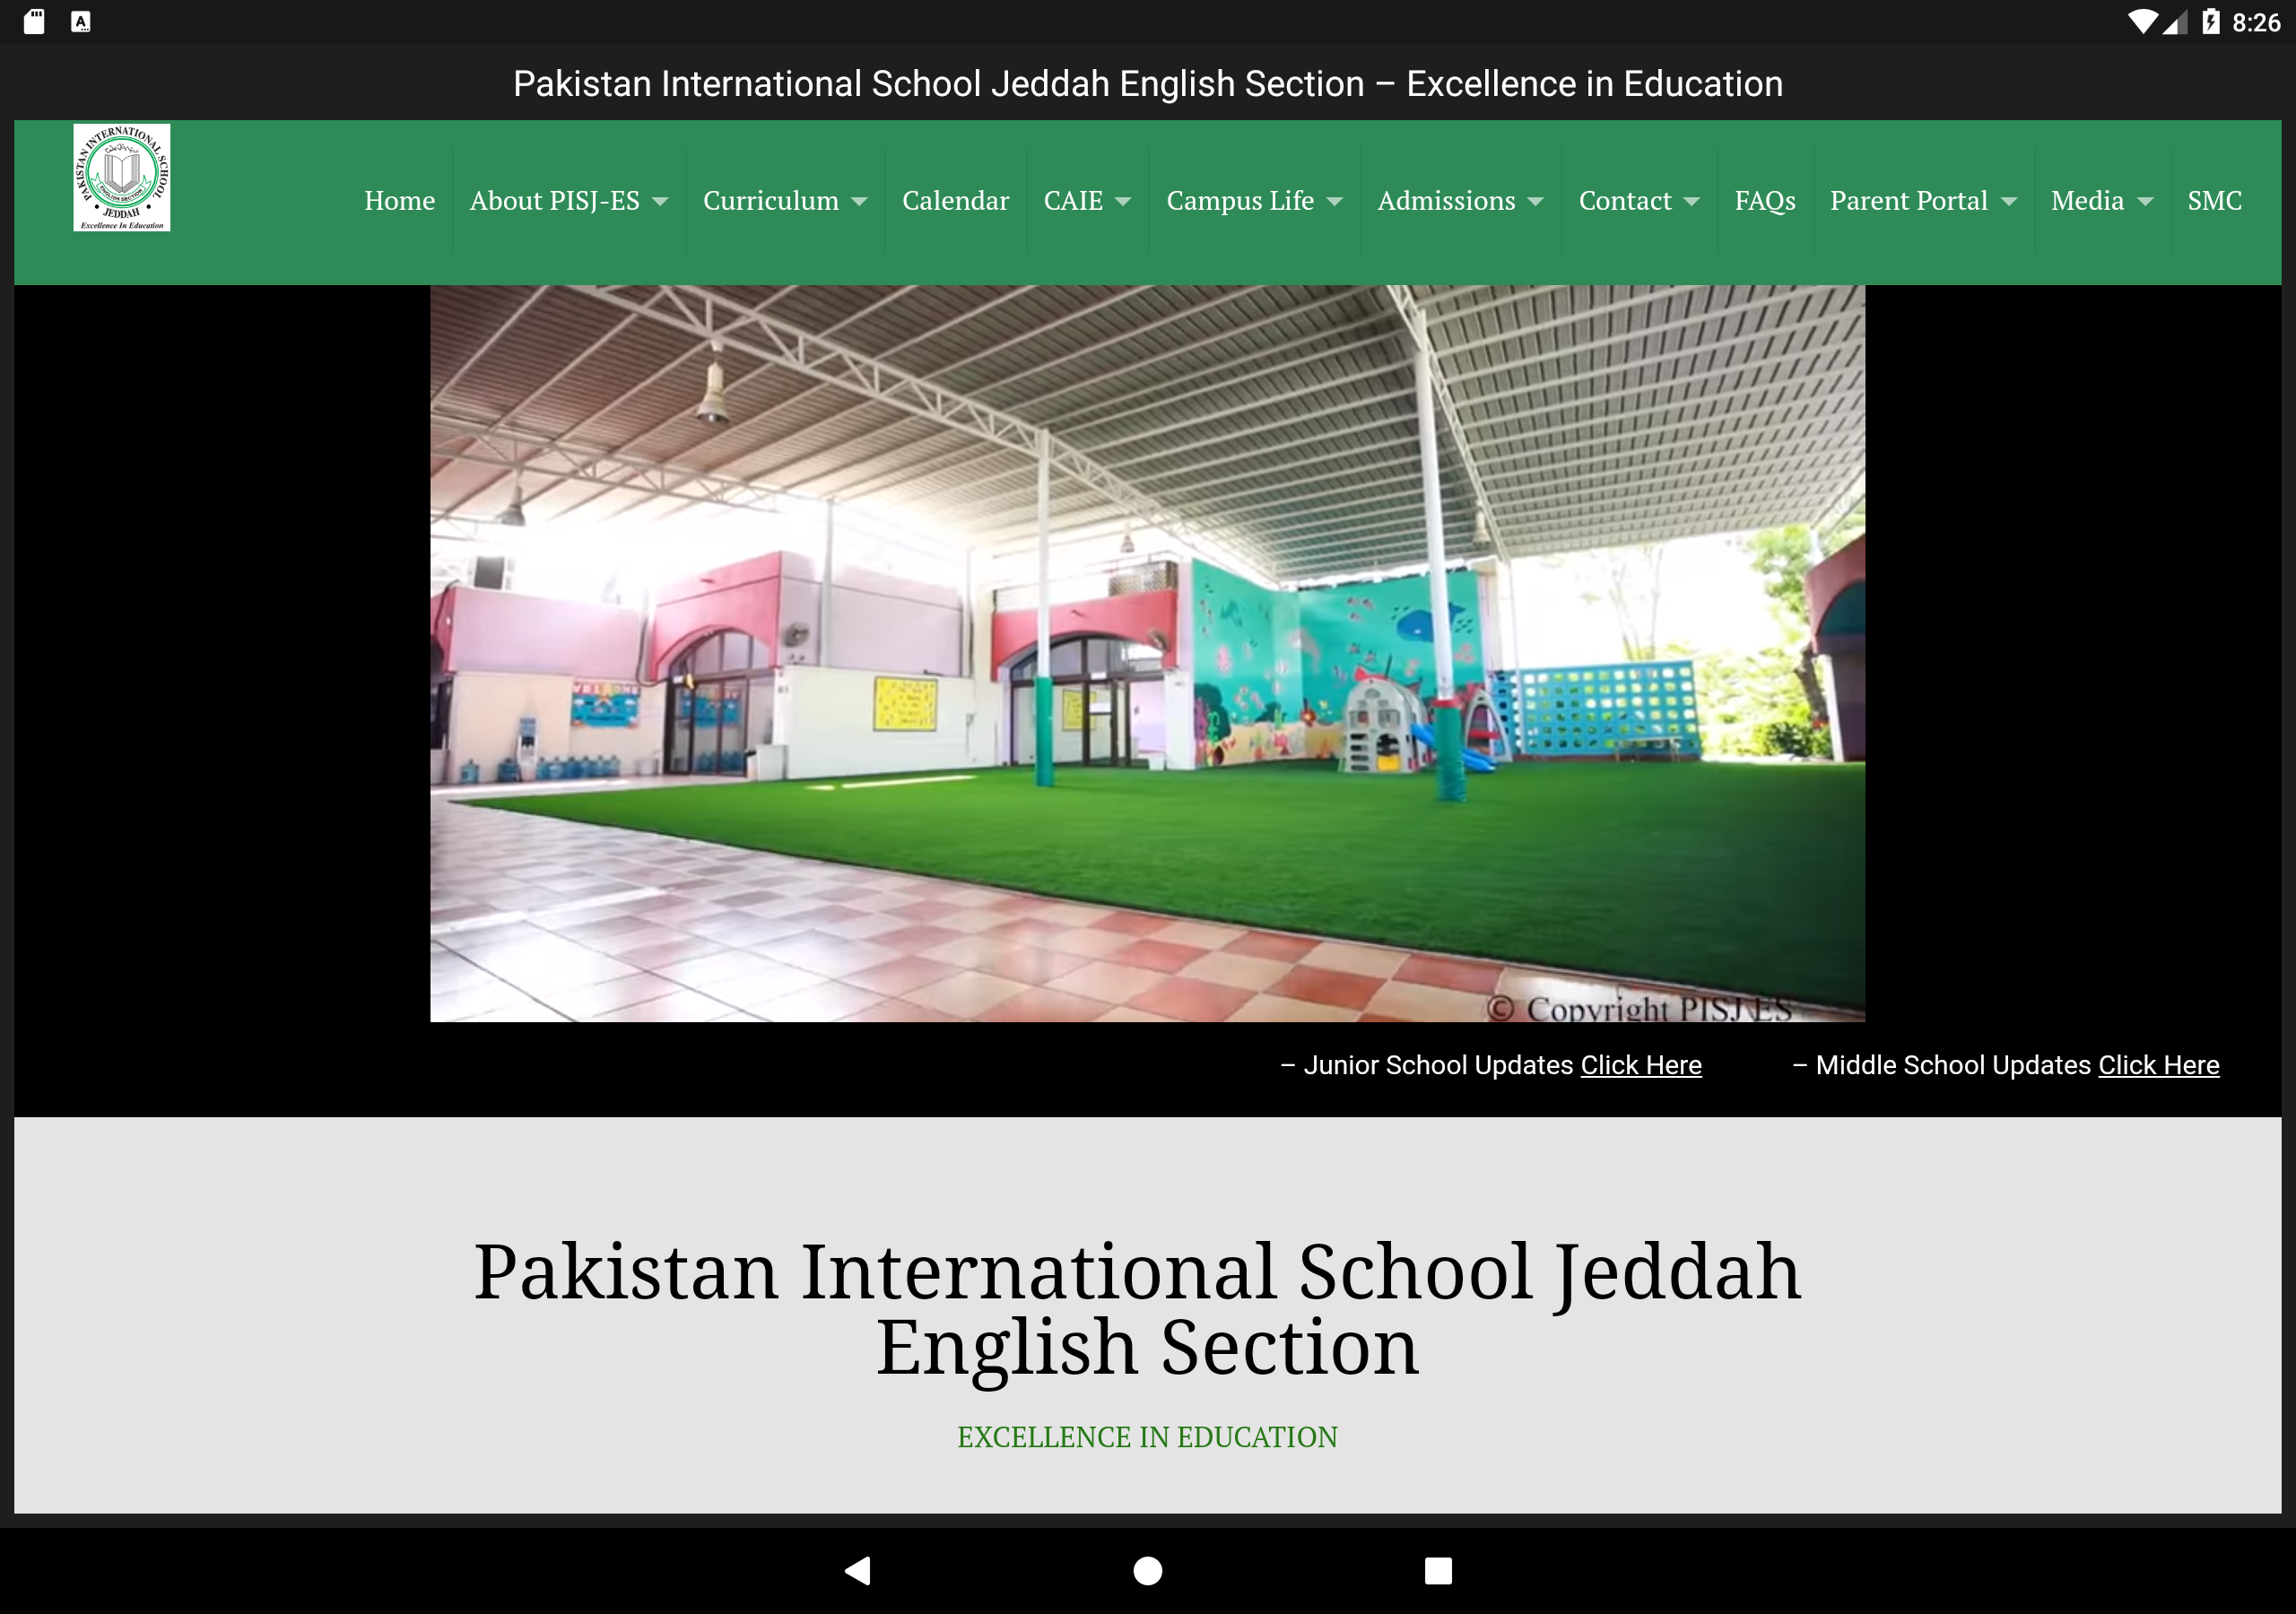 8:26
Pakistan International School Jeddah English Section – Excellence in Education
PAKISTAN INTERNATIONAL SCHOOL
ENGLISH SECTION
• JEDDAH •
Excellence In Education
Home About PISJ-ES Curriculum Calendar CAIE Campus Life Admissions Contact FAQs Parent Portal Media SMC
WELCOME
© Copyright PISJ-ES
– Junior School Updates Click Here – Middle School Updates Click Here
Pakistan International School Jeddah
English Section
EXCELLENCE IN EDUCATION